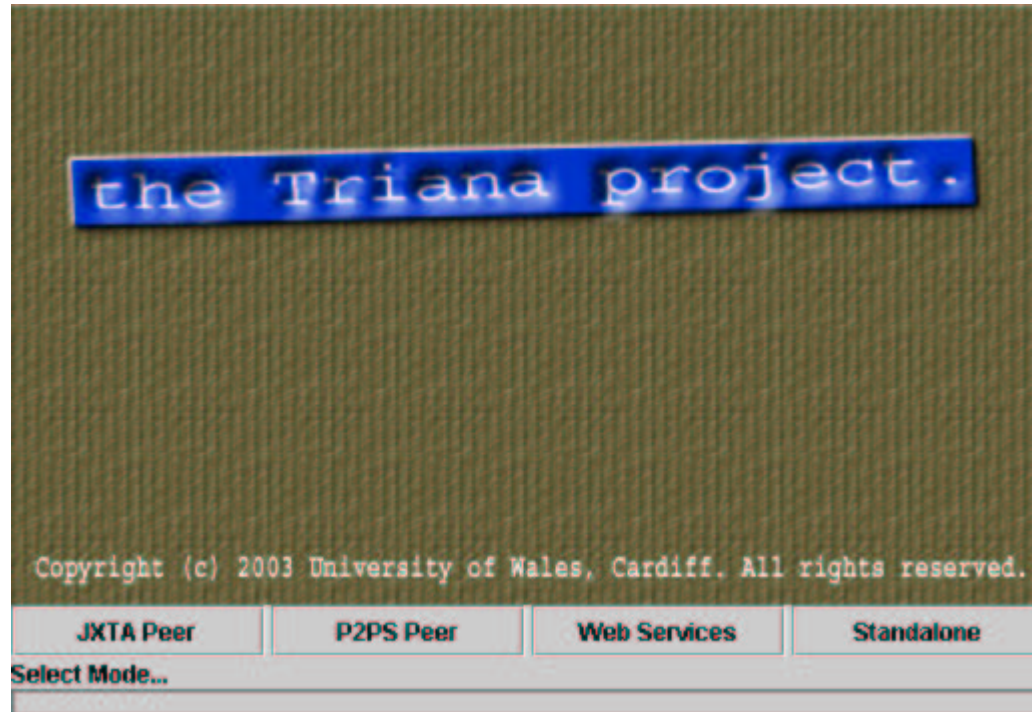 the Triana project.
Copyright (c) 2003 University of Wales, Cardiff. All rights reserved.
JXTA Peer P2PS Peer Web Services Standalone
Select Mode...